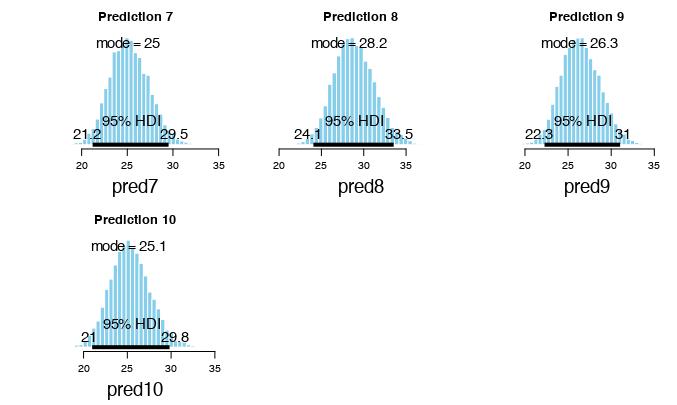 Prediction 7
mode = 25
95% HDI
21.2 29.5
20 25 30 35
pred7
Prediction 8
mode = 28.2
95% HDI
24.1 33.5
20 25 30 35
pred8
Prediction 9
mode = 26.3
95% HDI
22.3 31
20 25 30 35
pred9
Prediction 10
mode = 25.1
95% HDI
21 29.8
20 25 30 35
pred10